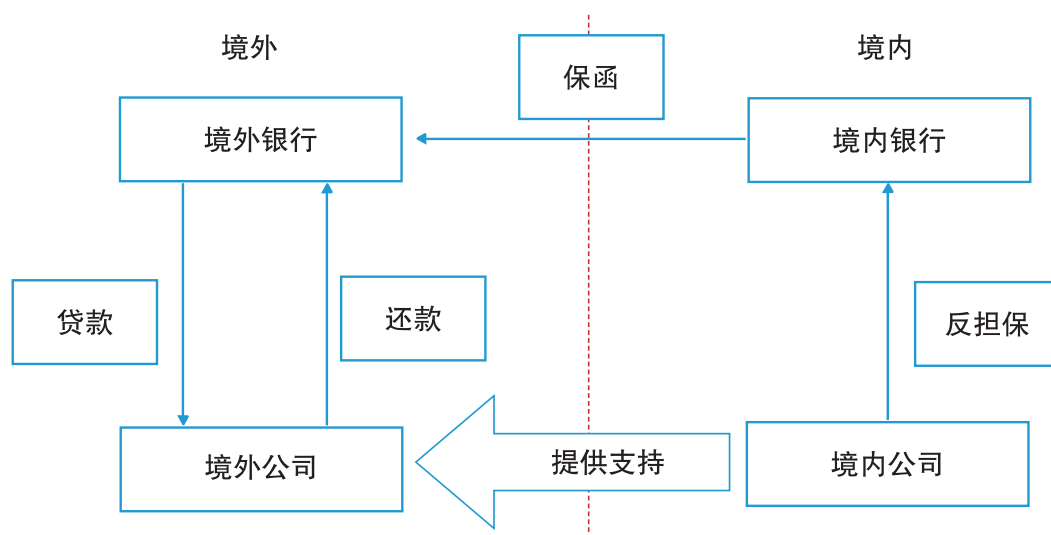 境外
境内
保函
境外银行
境内银行
贷款
还款
反担保
境外公司
提供支持
境内公司